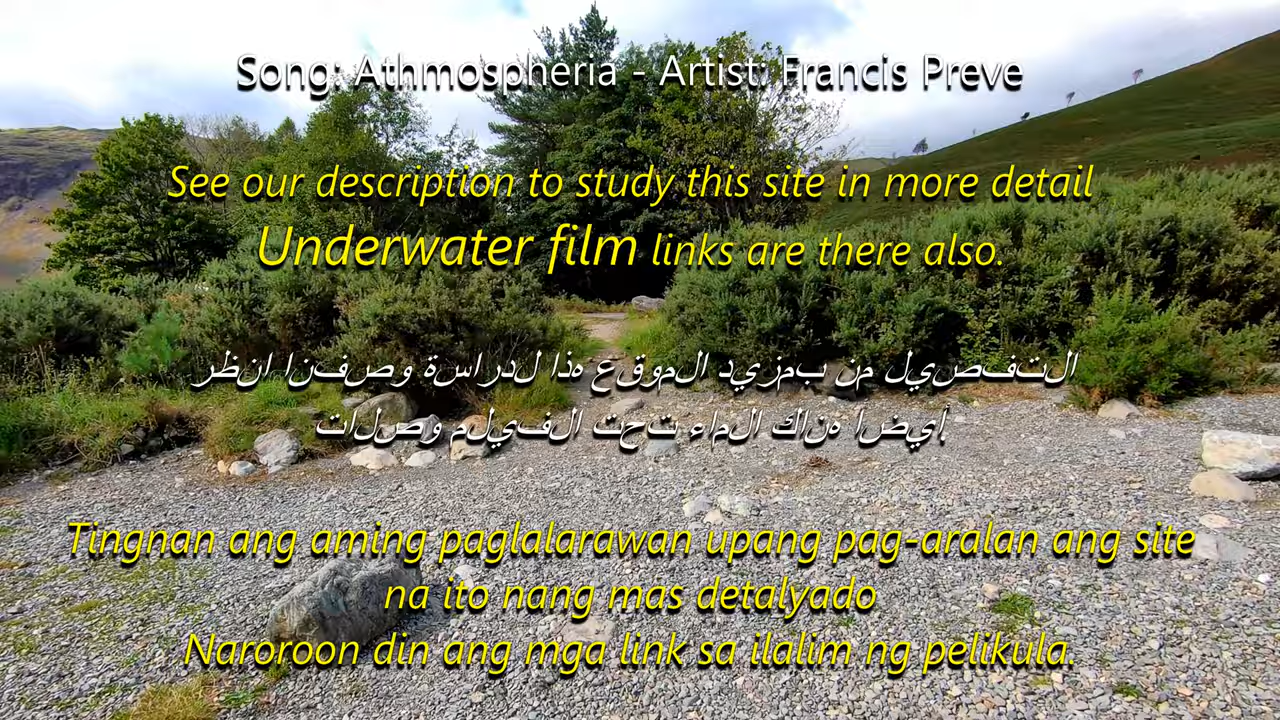 Song: Athmospheria - Artist: Francis Preve
See our description to study this site in more detail
Underwater film links are there also.
التفصيل من بمزيد الموقع هذا لدراسة وصفنا انظر
أيضا هناك الماء تحت الفيلم وصلات
Tingnan ang aming paglalarawan upang pag-aralan ang site
na ito nang mas detalyado
Naroroon din ang mga link sa ilalim ng pelikula.